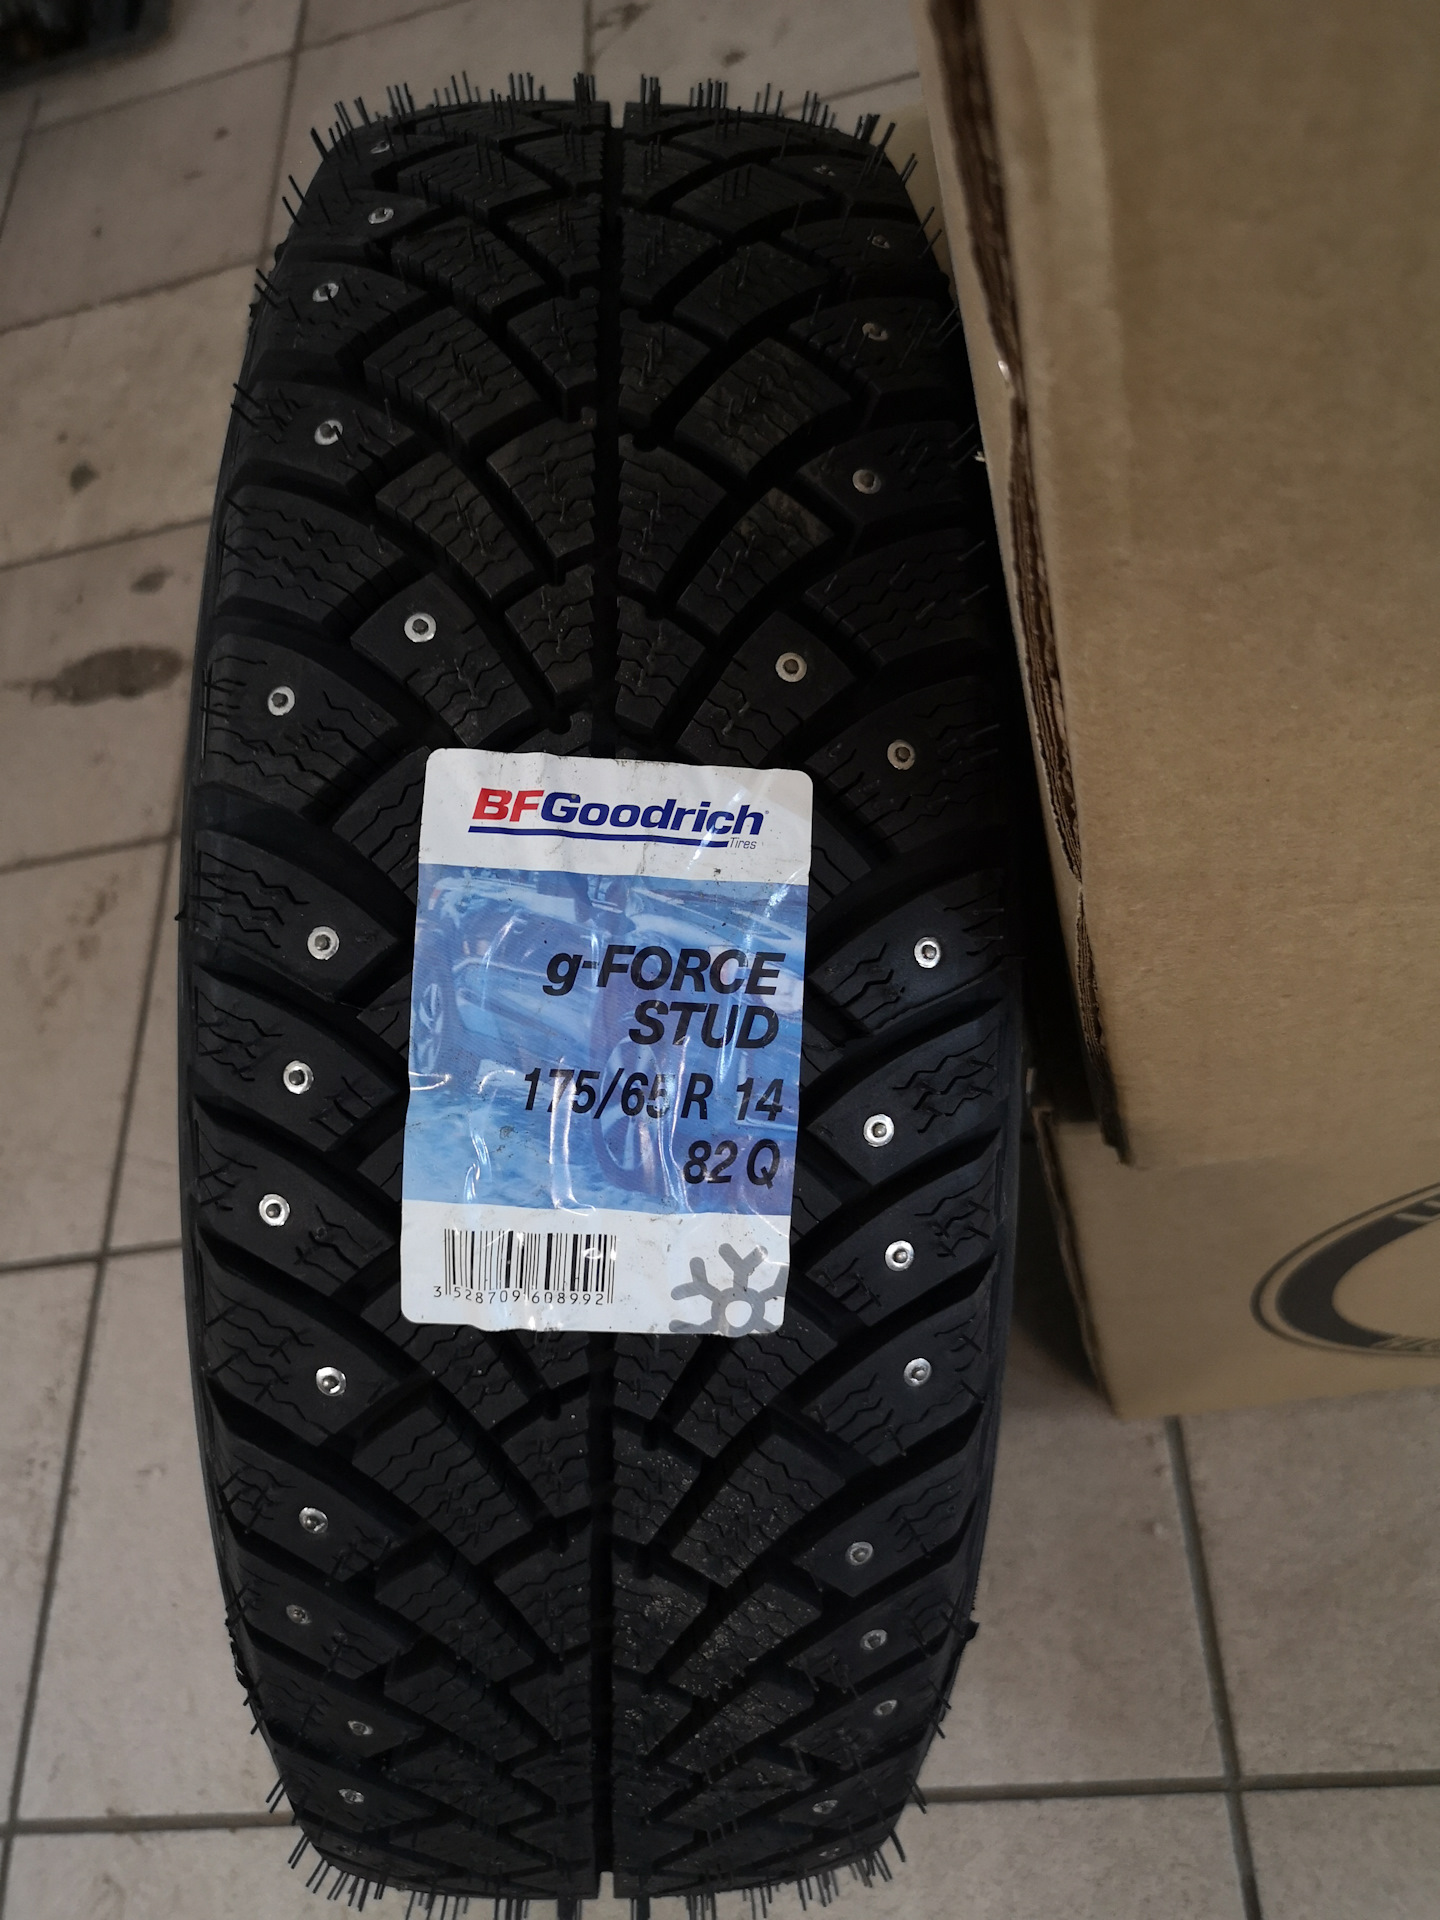 BFGoodrich
Tires
g-FORCE
STUD
175/65 R 14
82 Q
3 528709 608992